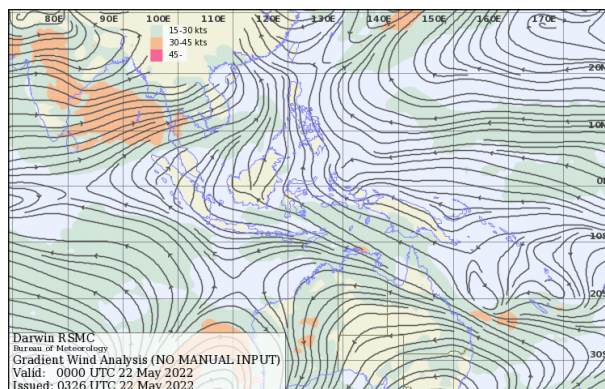 80E 90E 100E 110E 120E 130E 140E 150E 160E 170E
15-30 kts
30-45 kts
45-
20N
10N
0N
10S
20S
30S
Darwin RSMC
Bureau of Meteorology
Gradient Wind Analysis (NO MANUAL INPUT)
Valid: 0000 UTC 22 May 2022
Issued: 0326 UTC 22 May 2022